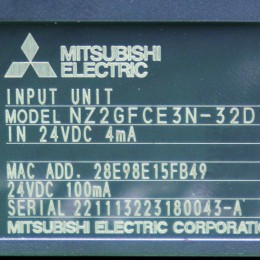 MITSUBISHI
ELECTRIC
INPUT UNIT
MODEL NZ2GFCE3N-32D
IN 24VDC 4mA
MAC ADD. 28E98E15FB49
24VDC 100mA
SERIAL 221113223180043-A
MITSUBISHI ELECTRIC CORPORATION